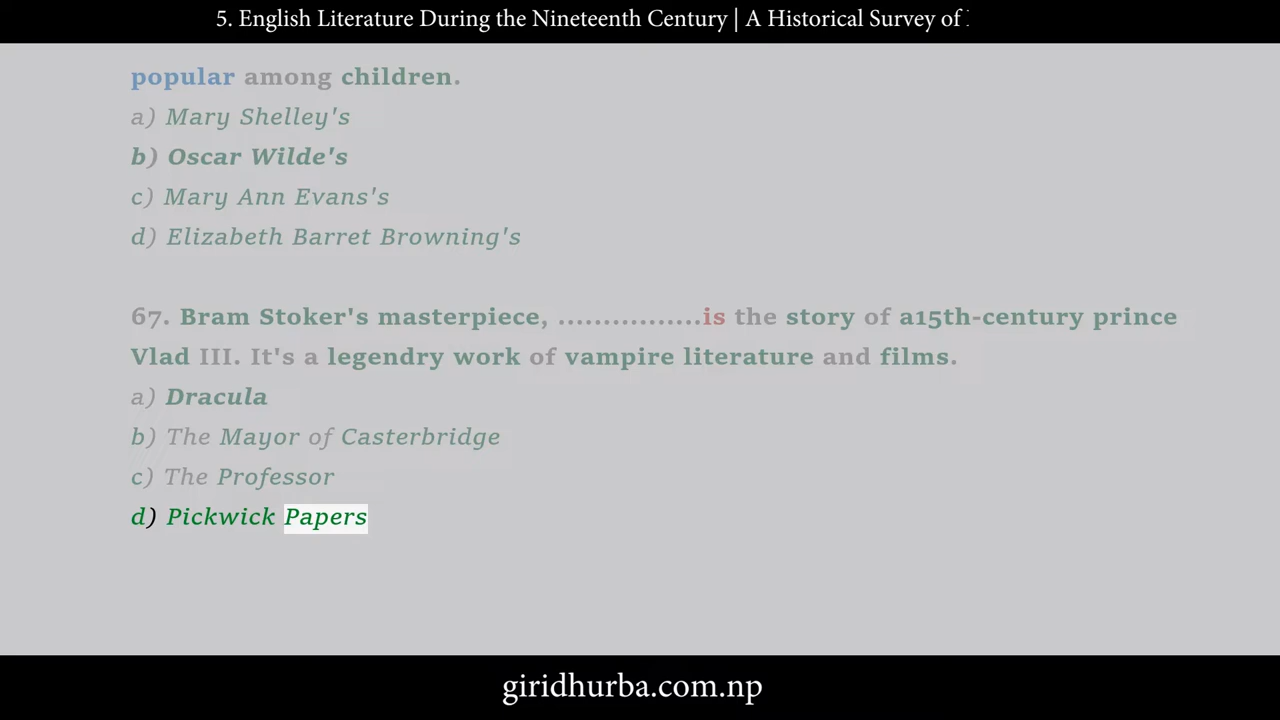 5. English Literature During the Nineteenth Century | A Historical Survey of
popular among children.
a) Mary Shelley's
b) Oscar Wilde's
c) Mary Ann Evans's
d) Elizabeth Barret Browning's
67. Bram Stoker's masterpiece, ................is the story of a15th-century prince
Vlad III. It's a legendry work of vampire literature and films.
a) Dracula
b) The Mayor of Casterbridge
c) The Professor
d) Pickwick Papers
giridhurba.com.np